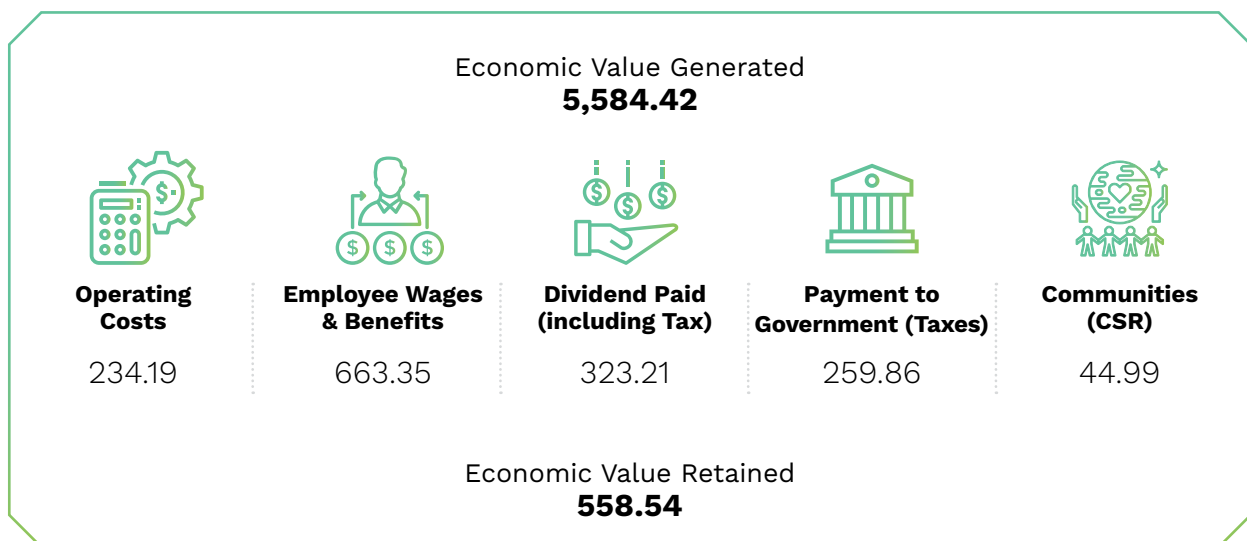 Economic Value Generated
5,584.42
Operating
Costs
234.19
Employee Wages
& Benefits
663.35
Dividend Paid
(including Tax)
323.21
Payment to
Government (Taxes)
259.86
Communities
(CSR)
44.99
Economic Value Retained
558.54